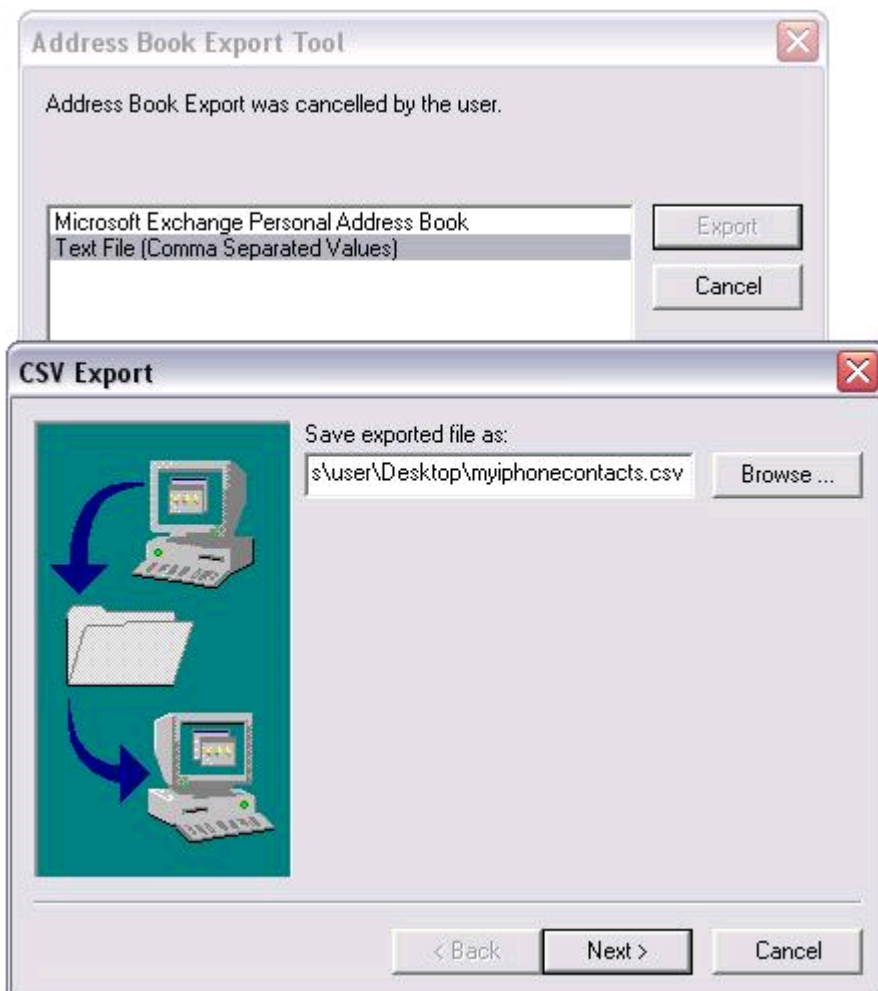 Address Book Export Tool
Address Book Export was cancelled by the user.
Microsoft Exchange Personal Address Book
Text File (Comma Separated Values)
Export
Cancel
CSV Export
Save exported file as:
s\user\Desktop\myiphonecontacts.csv
Browse ...
< Back
Next >
Cancel